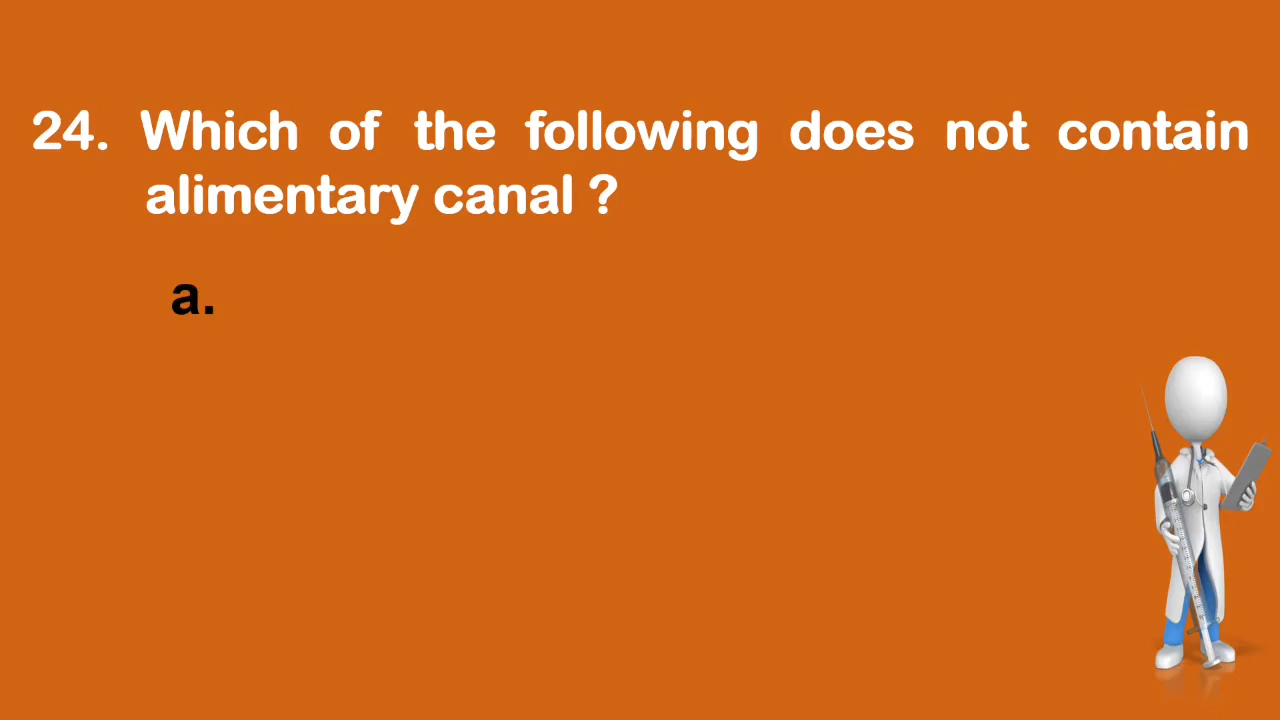 24. Which of the following does not contain
alimentary canal ?
a.